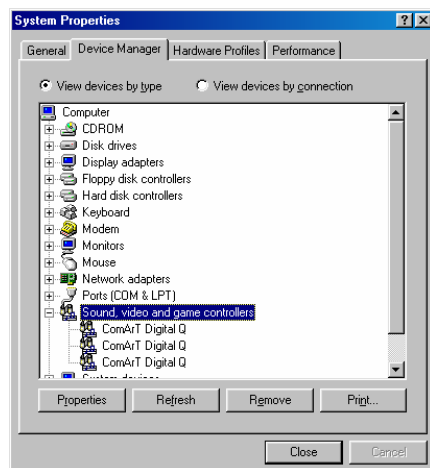 System Properties
General Device Manager Hardware Profiles Performance
View devices by type View devices by connection
Computer
CDROM
Disk drives
Display adapters
Floppy disk controllers
Hard disk controllers
Keyboard
Modem
Monitors
Mouse
Network adapters
Ports (COM & LPT)
Sound, video and game controllers
ComArT Digital Q
ComArT Digital Q
ComArT Digital Q
System devices
Properties Refresh Remove Print...
Close Cancel